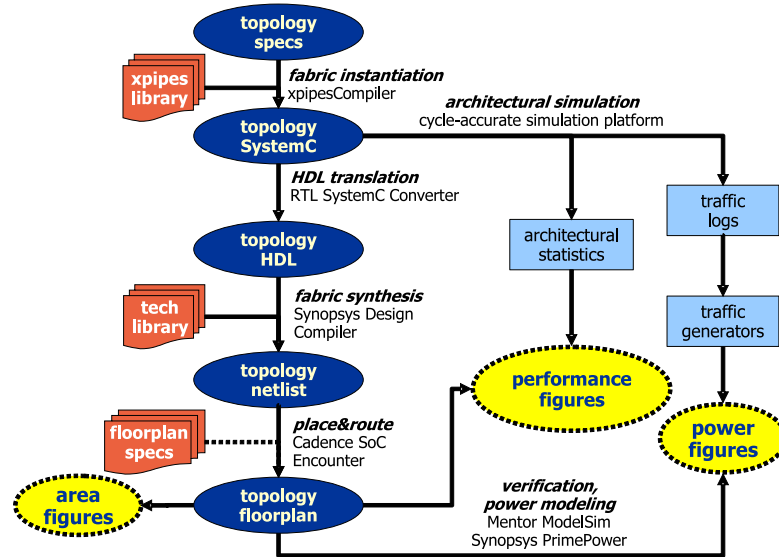 topology
specs
xpipes
library
fabric instantiation
xpipesCompiler
topology
SystemC
architectural simulation
cycle-accurate simulation platform
HDL translation
RTL SystemC Converter
traffic
logs
topology
HDL
architectural
statistics
tech
library
fabric synthesis
Synopsys Design
Compiler
traffic
generators
topology
netlist
performance
figures
floorplan
specs
place&route
Cadence SoC
Encounter
power
figures
area
figures
topology
floorplan
verification,
power modeling
Mentor ModelSim
Synopsys PrimePower